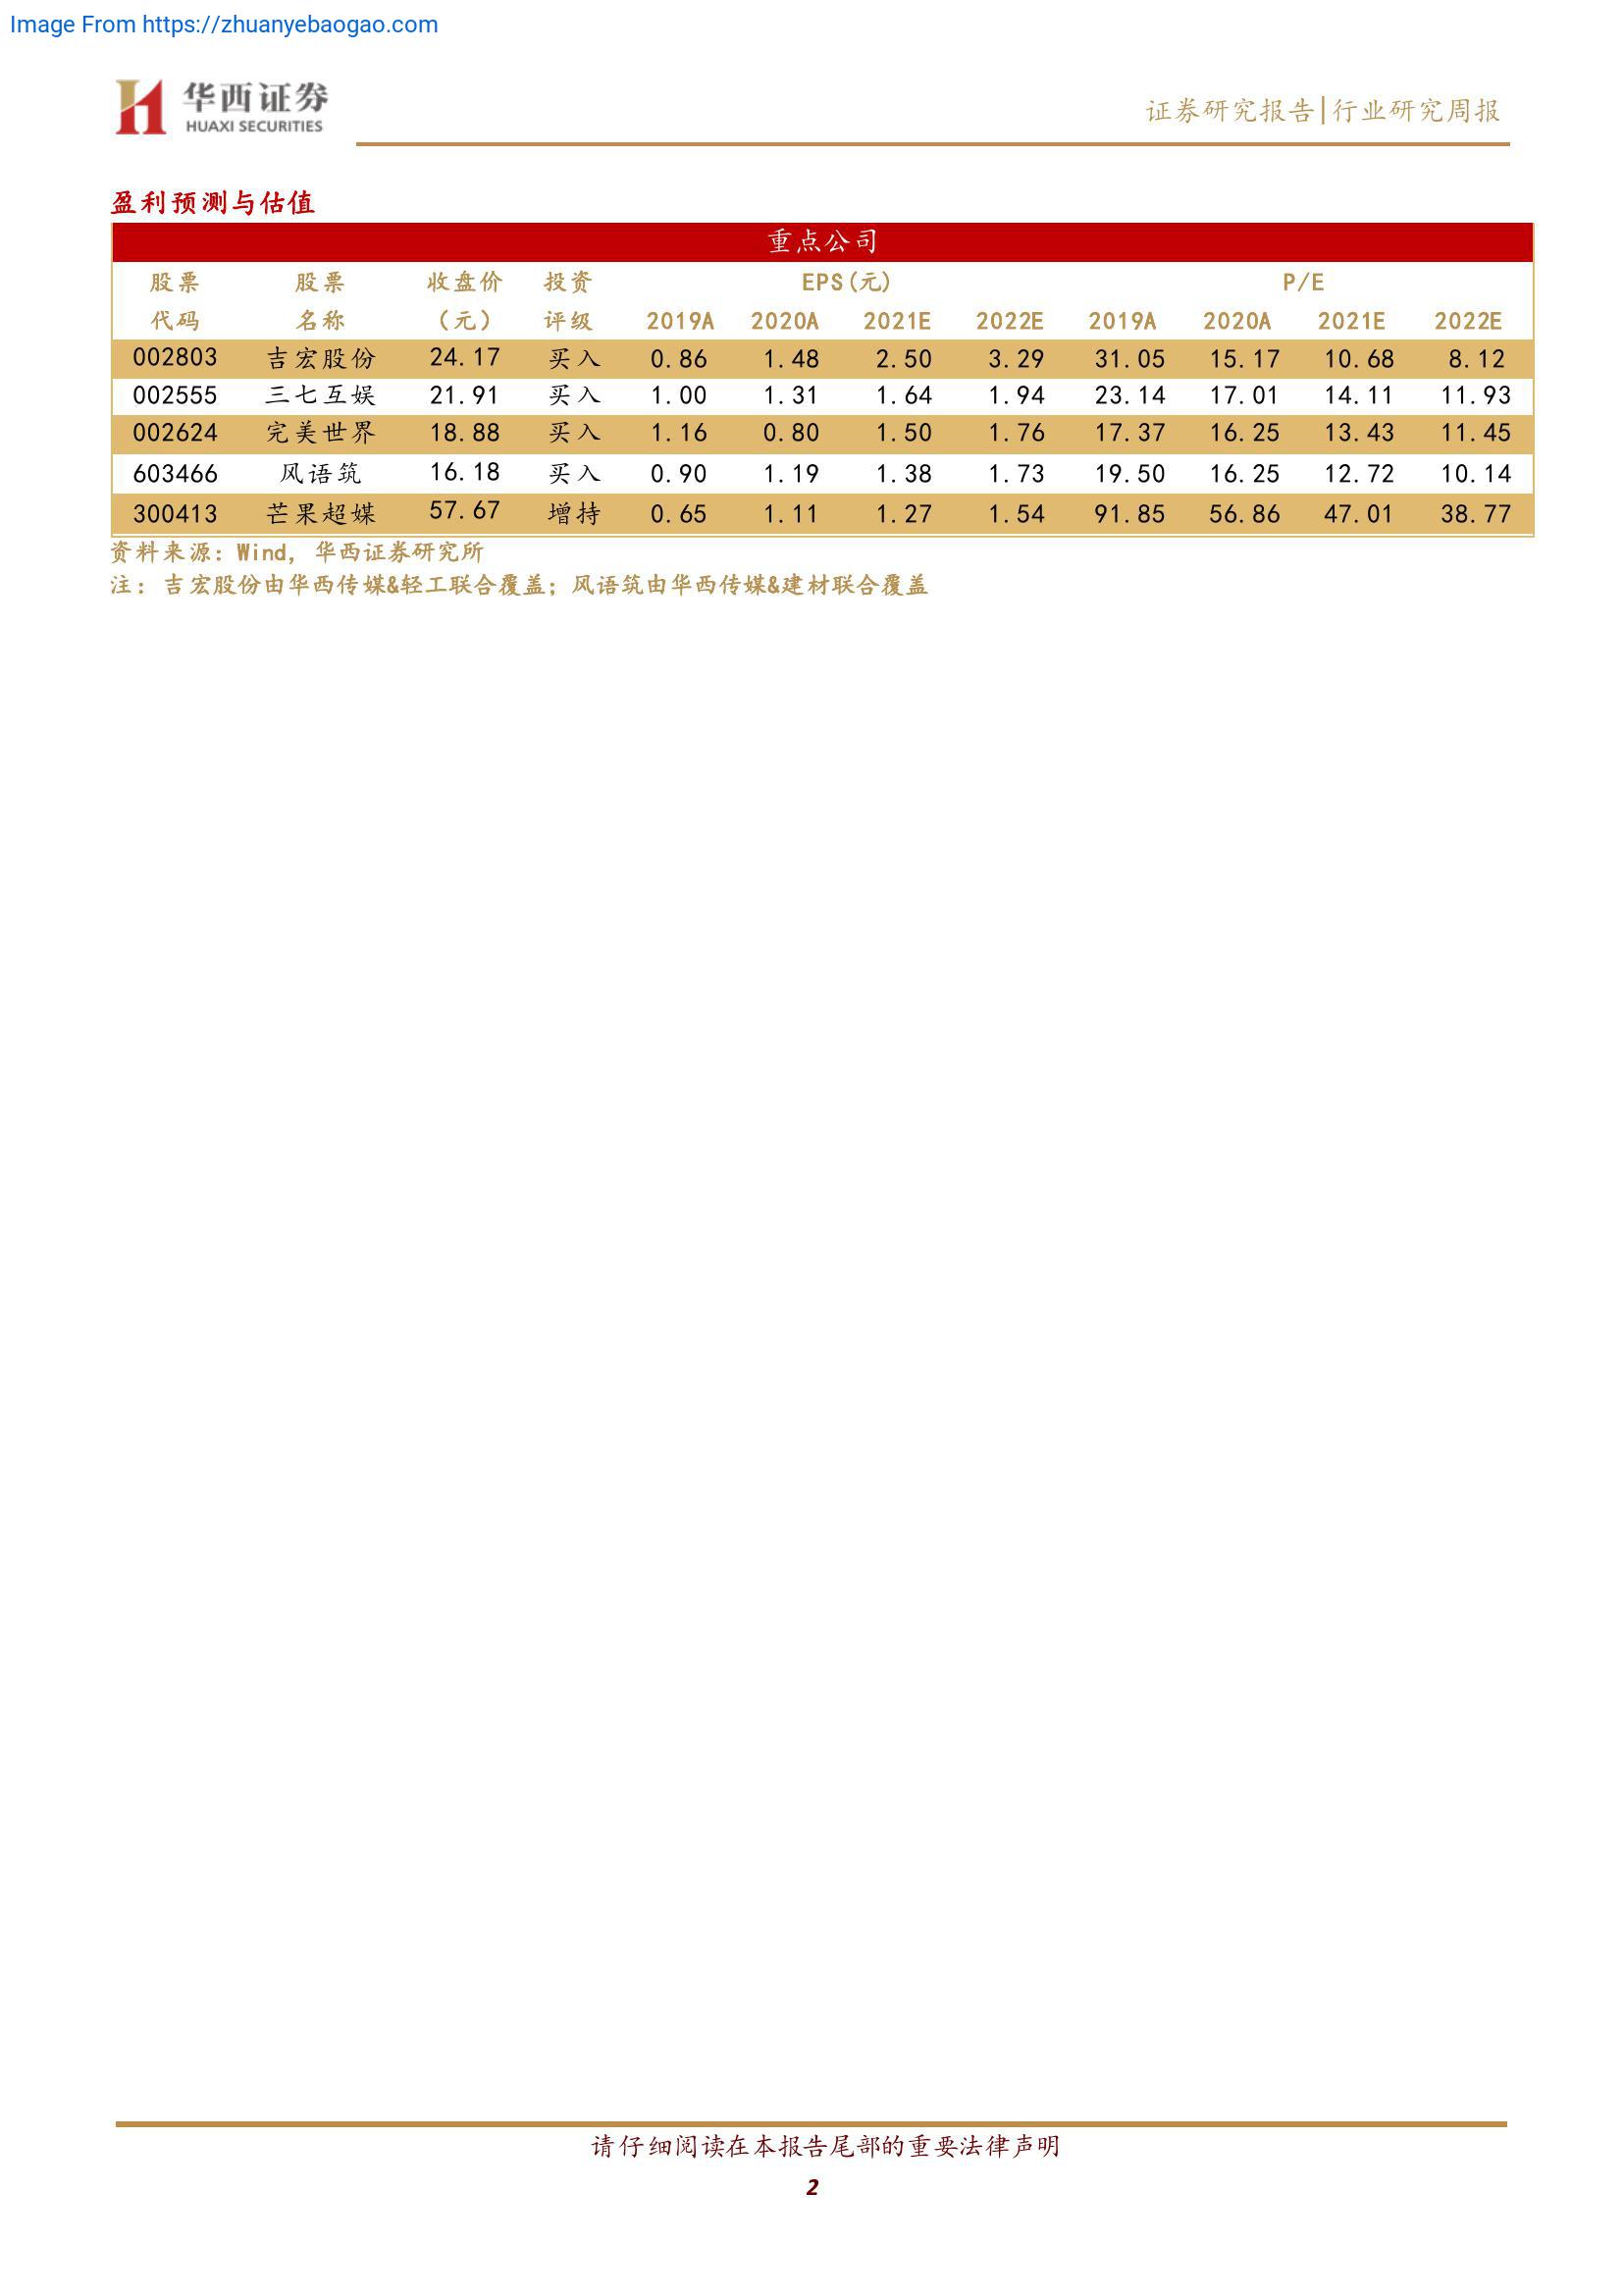 Image From https://zhuanyebaogao.com
华西证券
HUAXI SECURITIES
证券研究报告|行业研究周报
盈利预测与估值
重点公司
股票 股票 收盘价 投资 EPS(元) P/E
代码 名称 (元) 评级 2019A 2020A 2021E 2022E 2019A 2020A 2021E 2022E
002803 吉宏股份 24.17 买入 0.86 1.48 2.50 3.29 31.05 15.17 10.68 8.12
002555 三七互娱 21.91 买入 1.00 1.31 1.64 1.94 23.14 17.01 14.11 11.93
002624 完美世界 18.88 买入 1.16 0.80 1.50 1.76 17.37 16.25 13.43 11.45
603466 风语筑 16.18 买入 0.90 1.19 1.38 1.73 19.50 16.25 12.72 10.14
300413 芒果超媒 57.67 增持 0.65 1.11 1.27 1.54 91.85 56.86 47.01 38.77
资料来源：Wind，华西证券研究所
注：吉宏股份由华西传媒&轻工联合覆盖；风语筑由华西传媒&建材联合覆盖
请仔细阅读在本报告尾部的重要法律声明
2